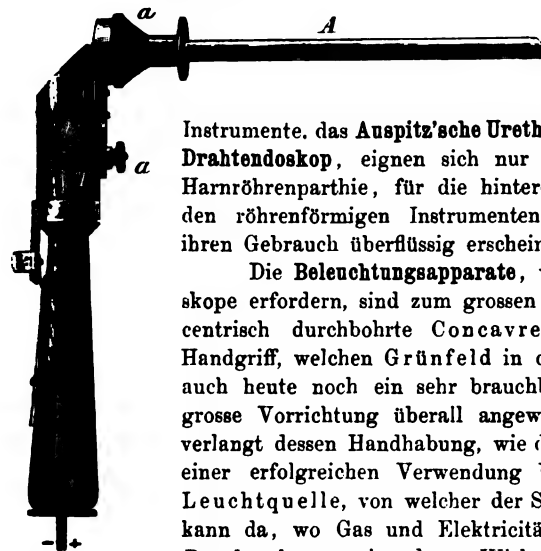 a
A
a
Instrumente, das Auspitz'sche Ureth
Drahtendoskop, eignen sich nur
Harnröhrenparthie, für die hinter
den röhrenförmigen Instrumenten
ihren Gebrauch überflüssig erschein
Die Beleuchtungsapparate,
skope erfordern, sind zum grossen
centrisch durchbohrte Concavre
Handgriff, welchen Grünfeld in
auch heute noch ein sehr brauchb
grosse Vorrichtung überall angew
verlangt dessen Handhabung, wie d
einer erfolgreichen Verwendung
Leuchtquelle, von welcher der S
kann da, wo Gas und Elektricitä
- +